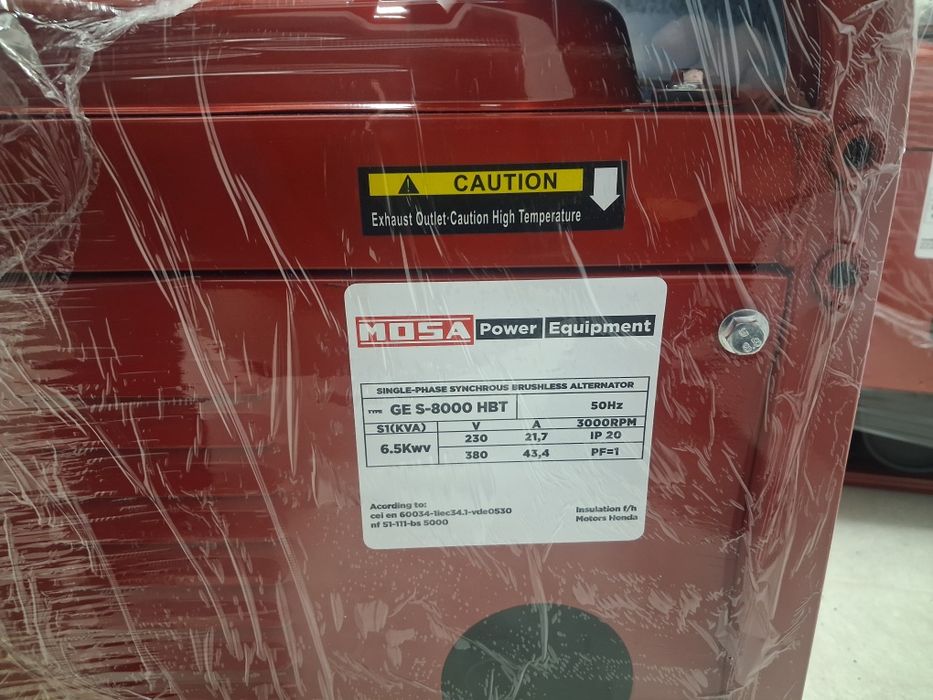 CAUTION
Exhaust Outlet Caution High Temperature
MOSA Power Equipment
SINGLE-PHASE SYNCHROUS BRUSHLESS ALTERNATOR
TYPE GE S-8000 HBT 50Hz
S1(KVA) V A 3000RPM
6.5Kwv 230 21,7 IP 20
380 43,4 PF=1
Acording to:
cei en 60034-1iec34.1-vde0530
nf 51-111-bs 5000
Insulation f/h
Motors Honda